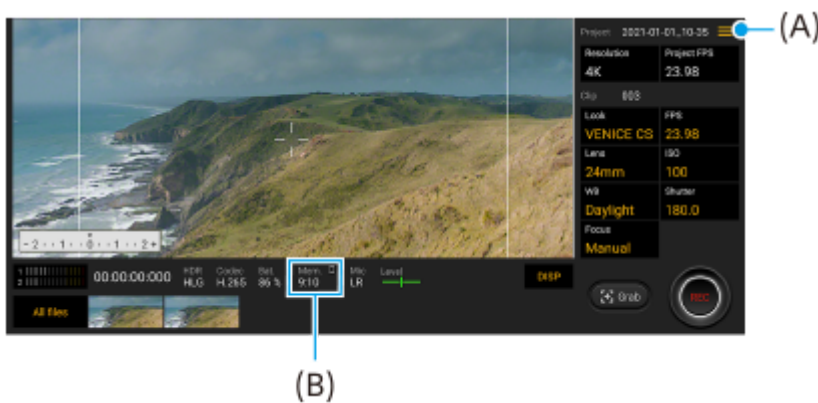 (A)
Project 2021-01-01_10-35
Resolution Project FPS
4K 23.98
Clip 003
Look FPS
VENICE CS 23.98
Lens ISO
24mm 100
WB Shutter
Daylight 180.0
Focus
Manual
-2··1··0··1··2+
1
2
00:00:00:000
HDR Codec Bat. Mem. Mic Level
HLG H.265 86 % 9:10 LR
DISP
Grab
REC
All files
(B)